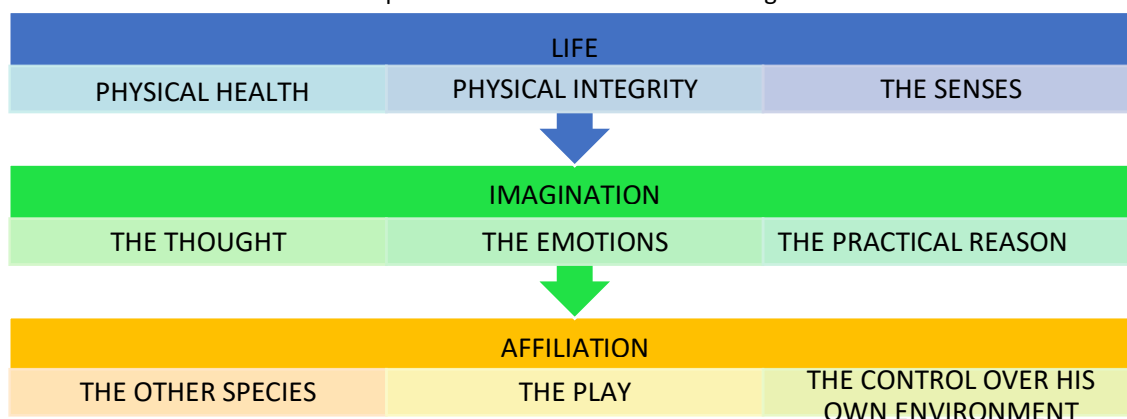 LIFE
PHYSICAL HEALTH
PHYSICAL INTEGRITY
THE SENSES
IMAGINATION
THE THOUGHT
THE EMOTIONS
THE PRACTICAL REASON
AFFILIATION
THE OTHER SPECIES
THE PLAY
THE CONTROL OVER HIS
OWN ENVIRONMENT